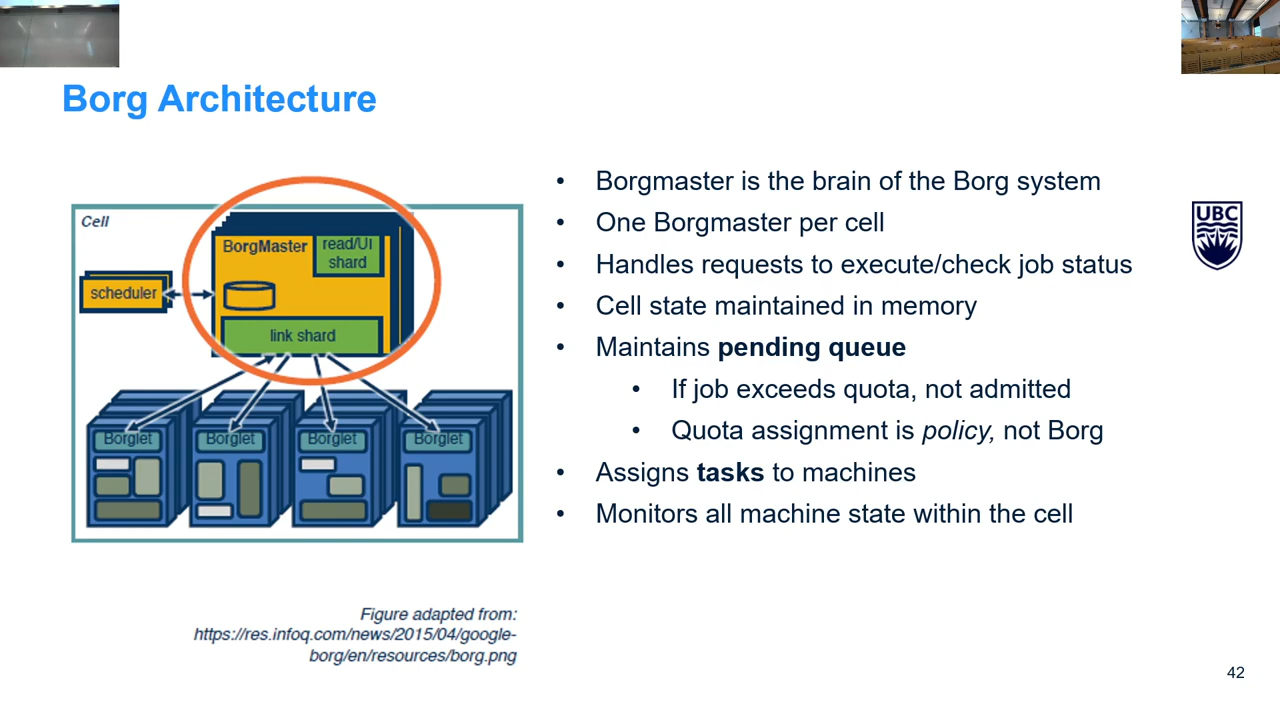 Borg Architecture
Cell
BorgMaster
read/UI
shard
scheduler
link shard
Borglet
Borglet
Borglet
Borglet
Figure adapted from:
https://res.infoq.com/news/2015/04/google-
borg/en/resources/borg.png
• Borgmaster is the brain of the Borg system
• One Borgmaster per cell
• Handles requests to execute/check job status
• Cell state maintained in memory
• Maintains pending queue
• If job exceeds quota, not admitted
• Quota assignment is policy, not Borg
• Assigns tasks to machines
• Monitors all machine state within the cell
UBC
42